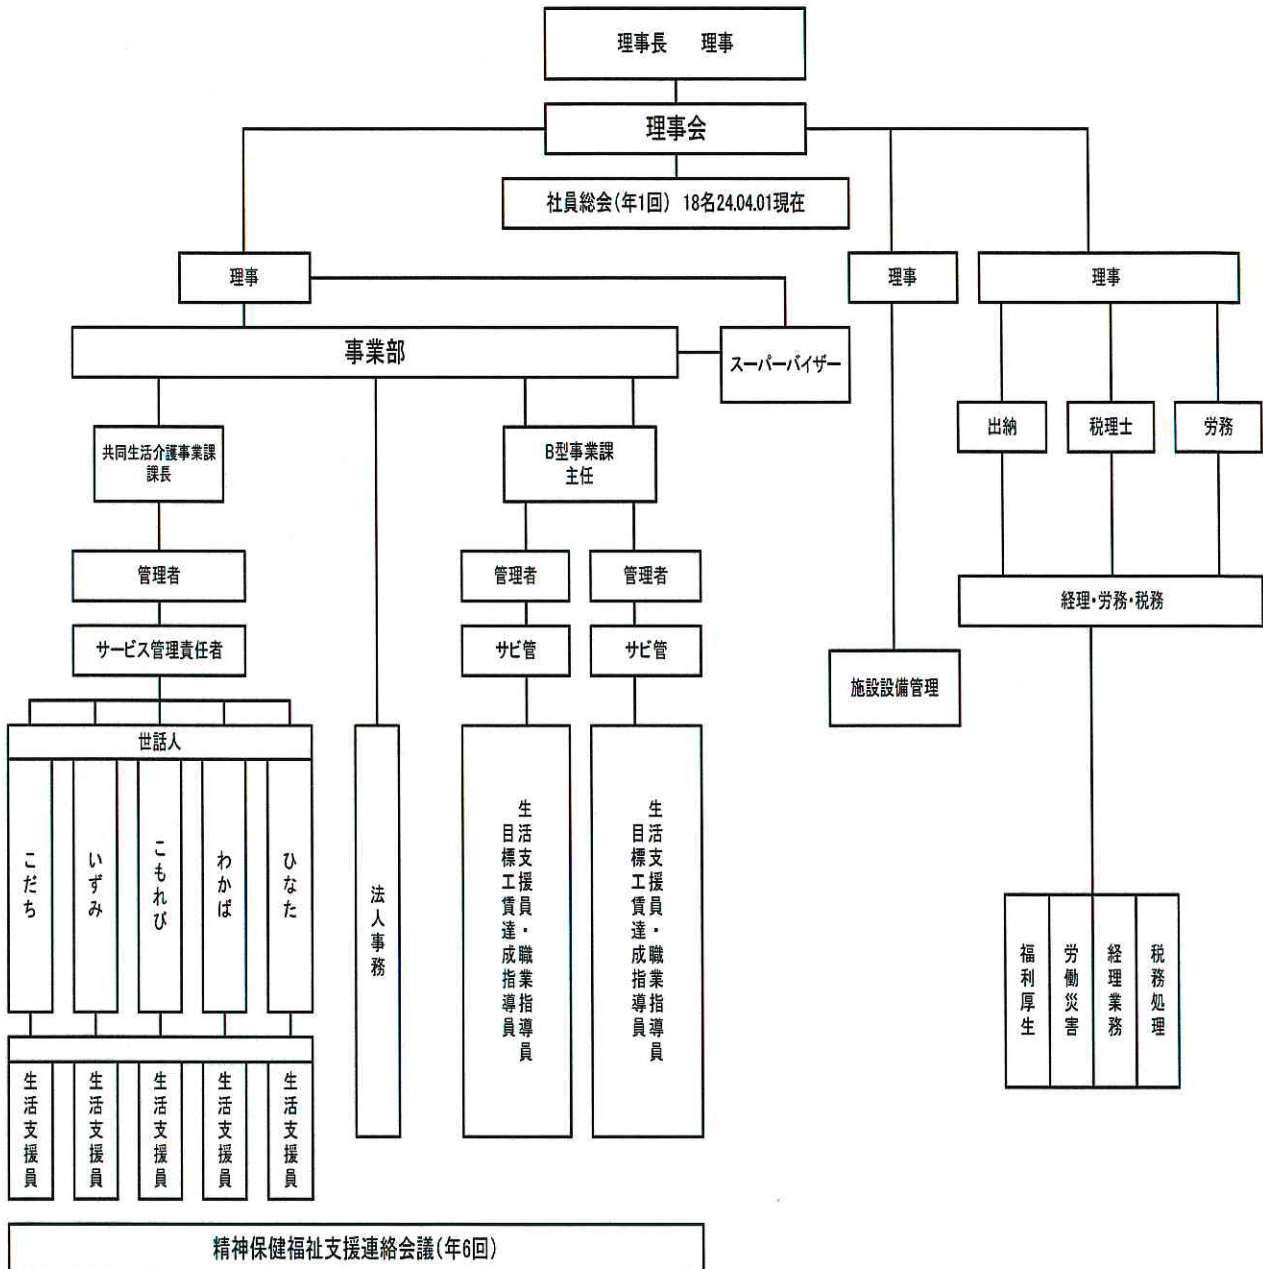 理事長　理事
理事会
社員総会(年1回) 18名24.04.01現在
理事
理事
理事
事業部
スーパーバイザー
出納
税理士
労務
共同生活介護事業課
課長
B型事業課
主任
管理者
管理者
管理者
経理・労務・税務
サービス管理責任者
サビ管
サビ管
施設設備管理
世話人
こだち
いずみ
こもれび
わかば
ひなた
法人事務
生活支援員・職業指導員
目標工賃達成指導員
生活支援員・職業指導員
目標工賃達成指導員
福利厚生
労働災害
経理業務
税務処理
生活支援員
生活支援員
生活支援員
生活支援員
生活支援員
精神保健福祉支援連絡会議(年6回)